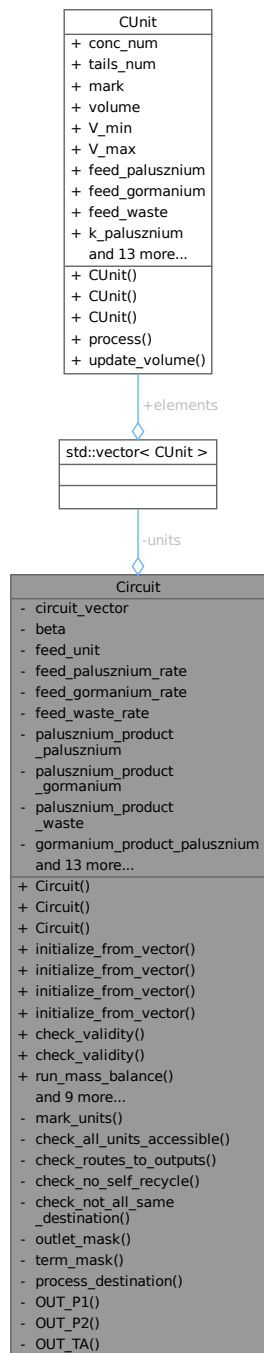 CUnit
+ conc_num
+ tails_num
+ mark
+ volume
+ V_min
+ V_max
+ feed_palusznium
+ feed_gormanium
+ feed_waste
+ k_palusznium
and 13 more...
+ CUnit()
+ CUnit()
+ CUnit()
+ process()
+ update_volume()
+elements
std::vector< CUnit >
-units
Circuit
- circuit_vector
- beta
- feed_unit
- feed_palusznium_rate
- feed_gormanium_rate
- feed_waste_rate
- palusznium_product
_palusznium
- palusznium_product
_gormanium
- palusznium_product
_waste
- gormanium_product_palusznium
and 13 more...
+ Circuit()
+ Circuit()
+ Circuit()
+ initialize_from_vector()
+ initialize_from_vector()
+ initialize_from_vector()
+ initialize_from_vector()
+ check_validity()
+ check_validity()
+ run_mass_balance()
and 9 more...
- mark_units()
- check_all_units_accessible()
- check_routes_to_outputs()
- check_no_self_recycle()
- check_not_all_same
_destination()
- outlet_mask()
- term_mask()
- process_destination()
- OUT_P1()
- OUT_P2()
- OUT_TA()